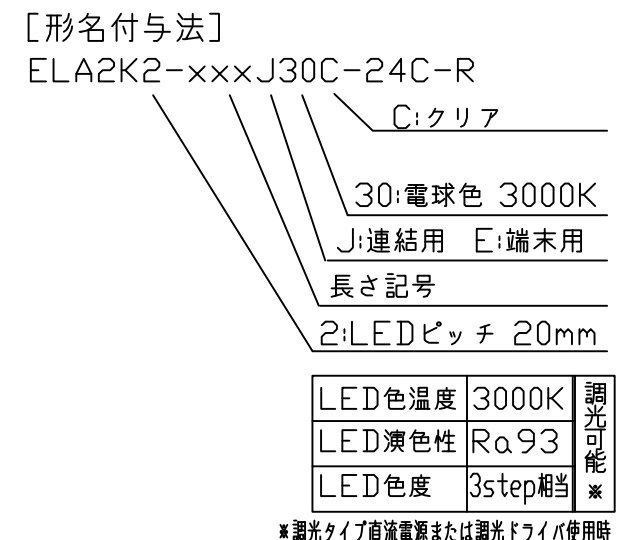 [形名付与法]
ELA2K2-xxxJ30C-24C-R
C:クリア
30:電球色 3000K
J:連結用 E:端末用
長さ記号
2:LEDピッチ 20mm
LED色温度 3000K
LED演色性 Ra93
LED色度 3step相当
調光可能※
※調光タイプ直流電源または調光ドライバ使用時